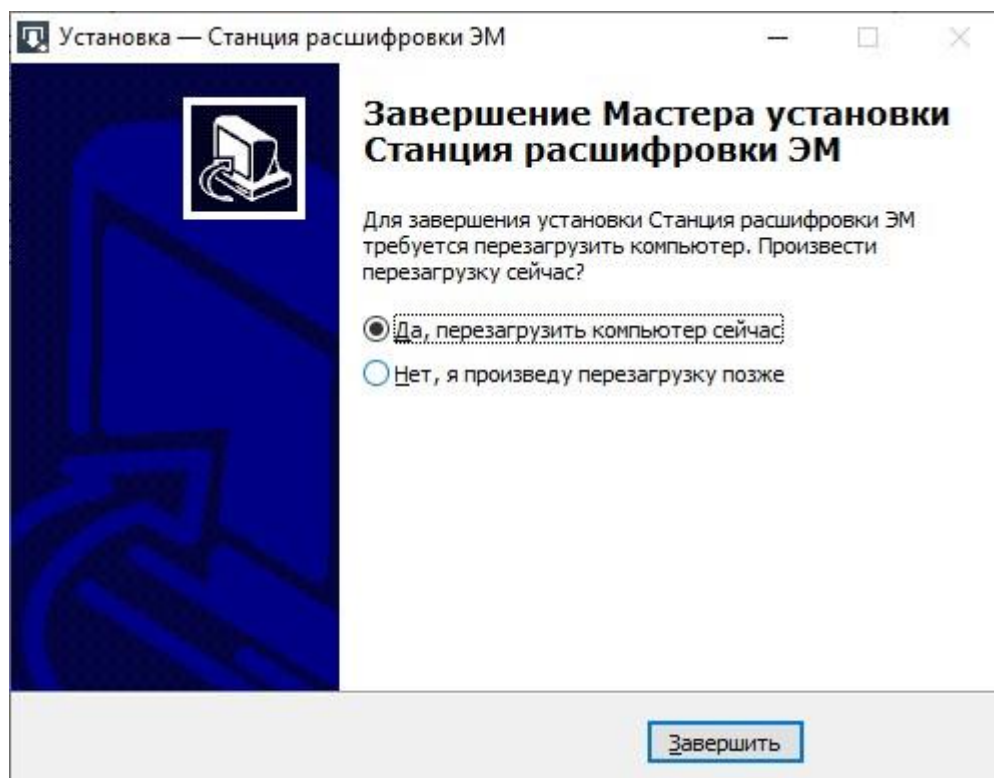 Установка — Станция расшифровки ЭМ
Завершение Мастера установки
Станция расшифровки ЭМ
Для завершения установки Станция расшифровки ЭМ
требуется перезагрузить компьютер. Произвести
перезагрузку сейчас?
Да, перезагрузить компьютер сейчас
Нет, я произведу перезагрузку позже
Завершить